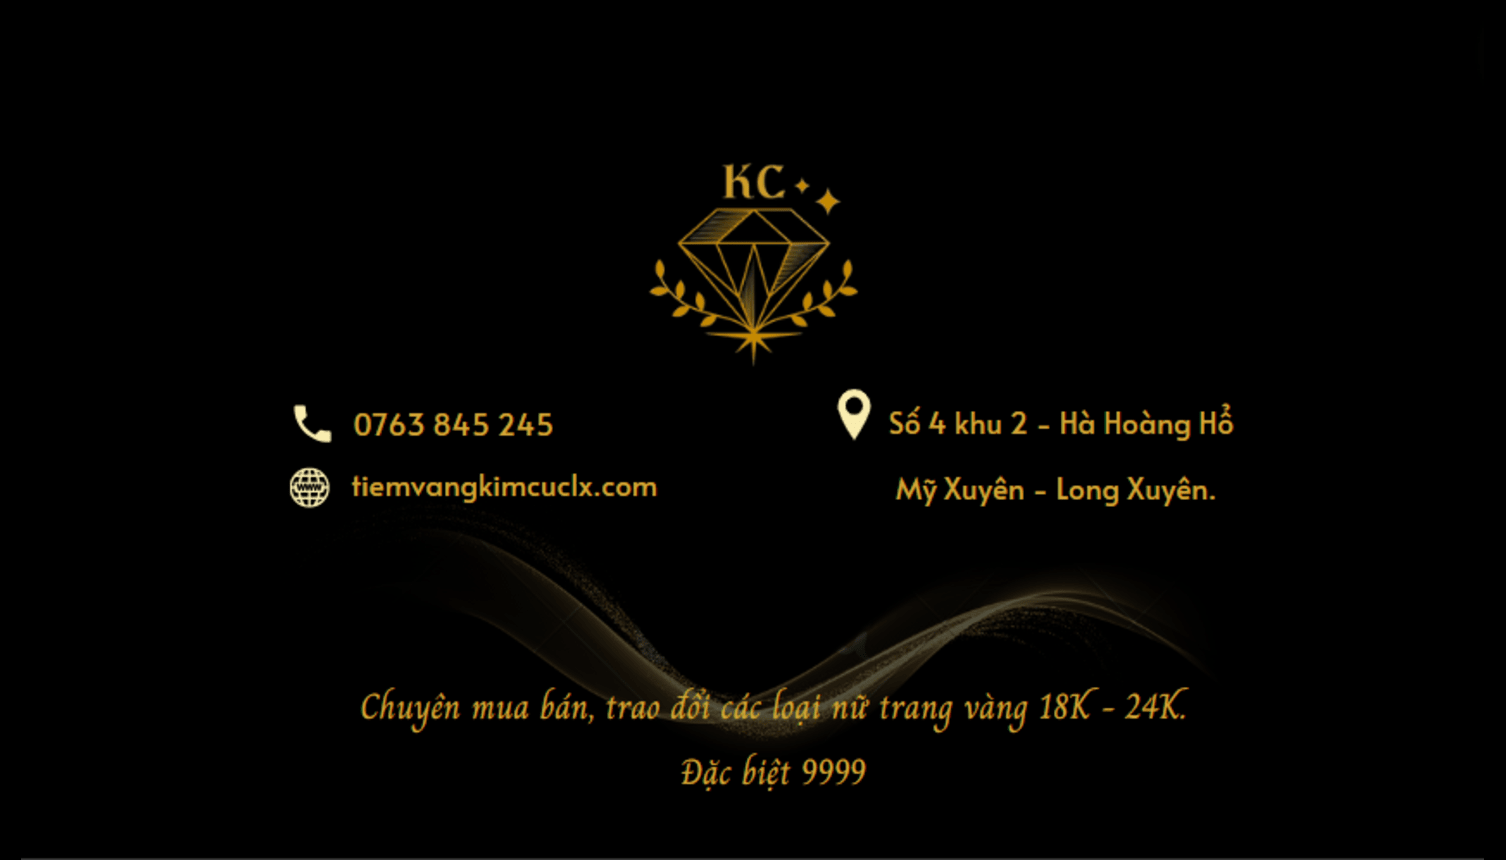 KC
0763 845 245
tiemvangkimcuclx.com
Số 4 khu 2 - Hà Hoàng Hổ
Mỹ Xuyên - Long Xuyên.
Chuyên mua bán, trao đổi các loại nữ trang vàng 18K - 24K.
Đặc biệt 9999